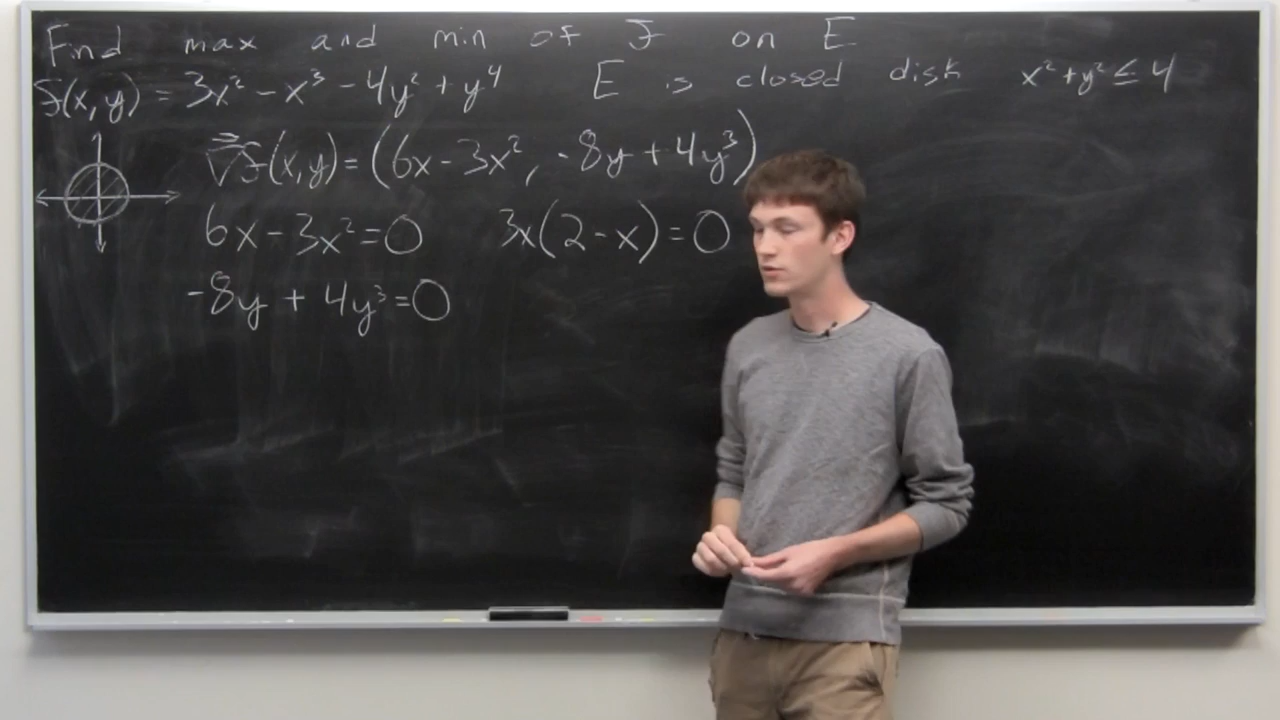 Find max and min of f on E
f(x,y) = 3x² - x³ - 4y² + y⁴ E is closed disk x² + y² ≤ 4
∇⃗f(x,y) = (6x - 3x², -8y + 4y³)
6x - 3x² = 0 3x(2 - x) = 0
-8y + 4y³ = 0